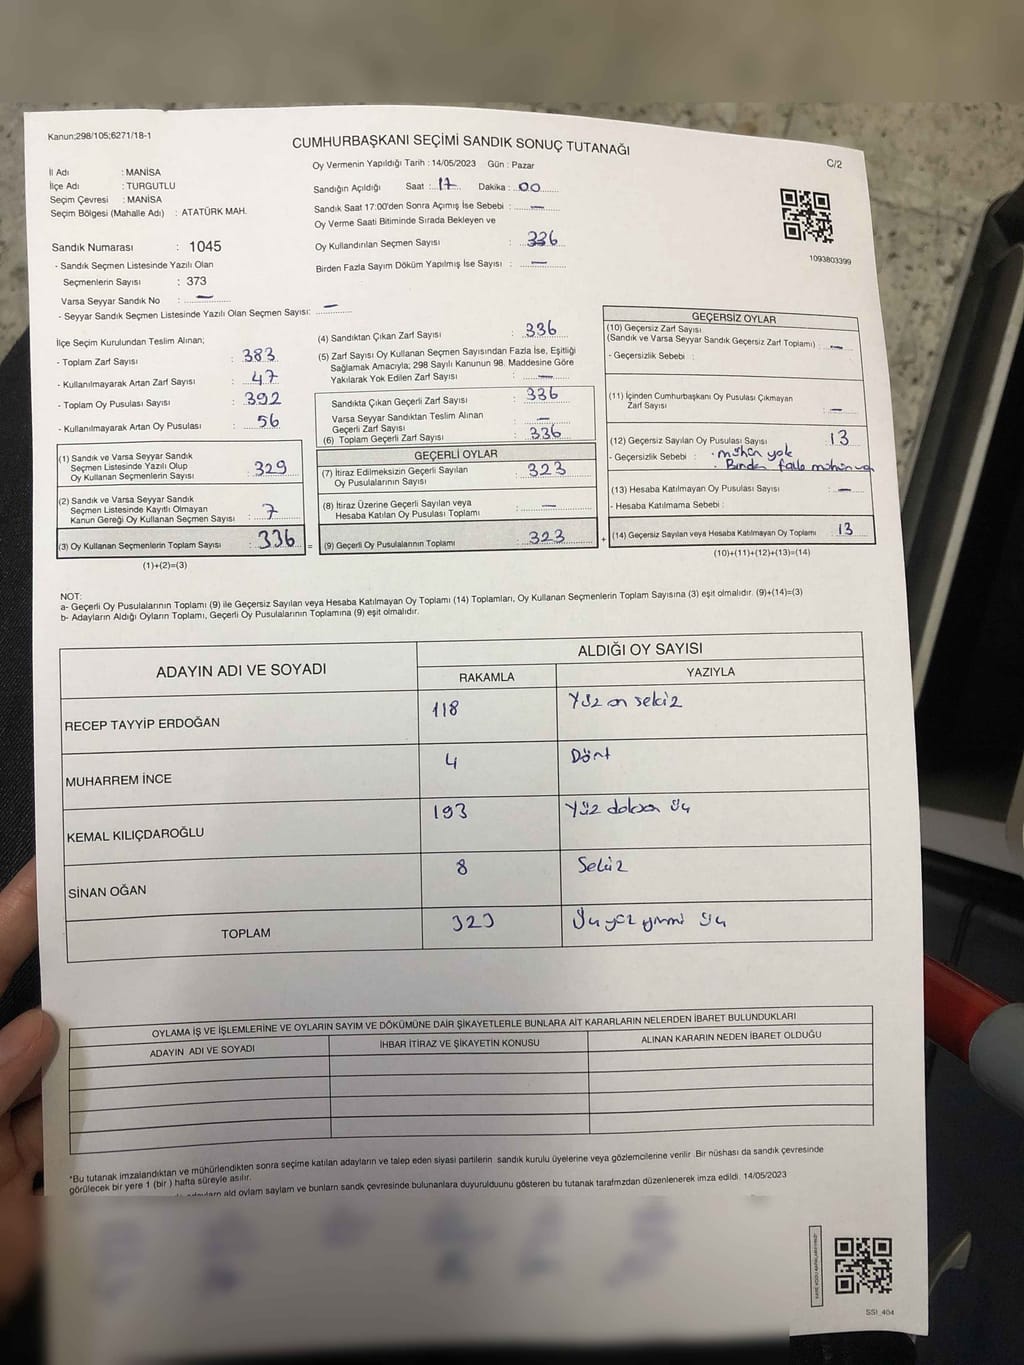 Kanun;298/105;6271/18-1
CUMHURBAŞKANI SEÇİMİ SANDIK SONUÇ TUTANAĞI
C/2
İl Adı : MANİSA
İlçe Adı : TURGUTLU
Seçim Çevresi : MANİSA
Seçim Bölgesi (Mahalle Adı) : ATATÜRK MAH.
Oy Vermenin Yapıldığı Tarih : 14/05/2023 Gün : Pazar
Sandığın Açıldığı Saat : 17 Dakika : 00
Sandık Saat 17:00'den Sonra Açımış İse Sebebi : —
Oy Verme Saati Bitiminde Sırada Bekleyen ve
Oy Kullandırılan Seçmen Sayısı : 336
Birden Fazla Sayım Döküm Yapılmış İse Sayısı : —
1093803399
Sandık Numarası : 1045
- Sandık Seçmen Listesinde Yazılı Olan
Seçmenlerin Sayısı : 373
Varsa Seyyar Sandık No : —
- Seyyar Sandık Seçmen Listesinde Yazılı Olan Seçmen Sayısı: —
İlçe Seçim Kurulundan Teslim Alınan;
- Toplam Zarf Sayısı : 383
- Kullanılmayarak Artan Zarf Sayısı : 47
- Toplam Oy Pusulası Sayısı : 392
- Kullanılmayarak Artan Oy Pusulası : 56
(1) Sandık ve Varsa Seyyar Sandık
Seçmen Listesinde Yazılı Olup
Oy Kullanan Seçmenlerin Sayısı : 329
(2) Sandık ve Varsa Seyyar Sandık
Seçmen Listesinde Kayıtlı Olmayan
Kanun Gereği Oy Kullanan Seçmen Sayısı : 7
(3) Oy Kullanan Seçmenlerin Toplam Sayısı : 336
(1)+(2)=(3)
(4) Sandıktan Çıkan Zarf Sayısı : 336
(5) Zarf Sayısı Oy Kullanan Seçmen Sayısından Fazla İse, Eşitliği
Sağlamak Amacıyla; 298 Sayılı Kanunun 98. Maddesine Göre
Yakılarak Yok Edilen Zarf Sayısı : —
Sandıkta Çıkan Geçerli Zarf Sayısı : 336
Varsa Seyyar Sandıktan Teslim Alınan
Geçerli Zarf Sayısı : —
(6) Toplam Geçerli Zarf Sayısı : 336
GEÇERLİ OYLAR
(7) İtiraz Edilmeksizin Geçerli Sayılan
Oy Pusulalarının Sayısı : 323
(8) İtiraz Üzerine Geçerli Sayılan veya
Hesaba Katılan Oy Pusulası Toplamı : —
= (9) Geçerli Oy Pusulalarının Toplamı : 323
GEÇERSİZ OYLAR
(10) Geçersiz Zarf Sayısı
(Sandık ve Varsa Seyyar Sandık Geçersiz Zarf Toplamı) : —
- Geçersizlik Sebebi :
(11) İçinden Cumhurbaşkanı Oy Pusulası Çıkmayan
Zarf Sayısı : —
(12) Geçersiz Sayılan Oy Pusulası Sayısı : 13
- Geçersizlik Sebebi : · mühür yok
· Birden fazla mühür
(13) Hesaba Katılmayan Oy Pusulası Sayısı : —
- Hesaba Katılmama Sebebi :
+ (14) Geçersiz Sayılan veya Hesaba Katılmayan Oy Toplamı : 13
(10)+(11)+(12)+(13)=(14)
NOT:
a- Geçerli Oy Pusulalarının Toplamı (9) ile Geçersiz Sayılan veya Hesaba Katılmayan Oy Toplamı (14) Toplamları, Oy Kullanan Seçmenlerin Toplam Sayısına (3) eşit olmalıdır. (9)+(14)=(3)
b- Adayların Aldığı Oyların Toplamı, Geçerli Oy Pusulalarının Toplamına (9) eşit olmalıdır.
ADAYIN ADI VE SOYADI
ALDIĞI OY SAYISI
RAKAMLA YAZIYLA
RECEP TAYYİP ERDOĞAN 118 Yüz on sekiz
MUHARREM İNCE 4 Dört
KEMAL KILIÇDAROĞLU 193 Yüz doksan üç
SİNAN OĞAN 8 Sekiz
TOPLAM 323 Üç yüz yirmi üç
OYLAMA İŞ VE İŞLEMLERİNE VE OYLARIN SAYIM VE DÖKÜMÜNE DAİR ŞİKAYETLERLE BUNLARA AİT KARARLARIN NELERDEN İBARET BULUNDUKLARI
ADAYIN ADI VE SOYADI İHBAR İTİRAZ VE ŞİKAYETİN KONUSU ALINAN KARARIN NEDEN İBARET OLDUĞU
*Bu tutanak imzalandıktan ve mühürlendikten sonra seçime katılan adayların ve talep eden siyasi partilerin sandık kurulu üyelerine veya gözlemcilerine verilir .Bir nüshası da sandık çevresinde
görülecek bir yere 1 (bir ) hafta süreyle asılır.
ald oylam saylam ve bunlarn sandk çevresinde bulunanlara duyurulduunu gösteren bu tutanak tarafmzdan düzenlenerek imza edildi. 14/05/2023
SSI_404